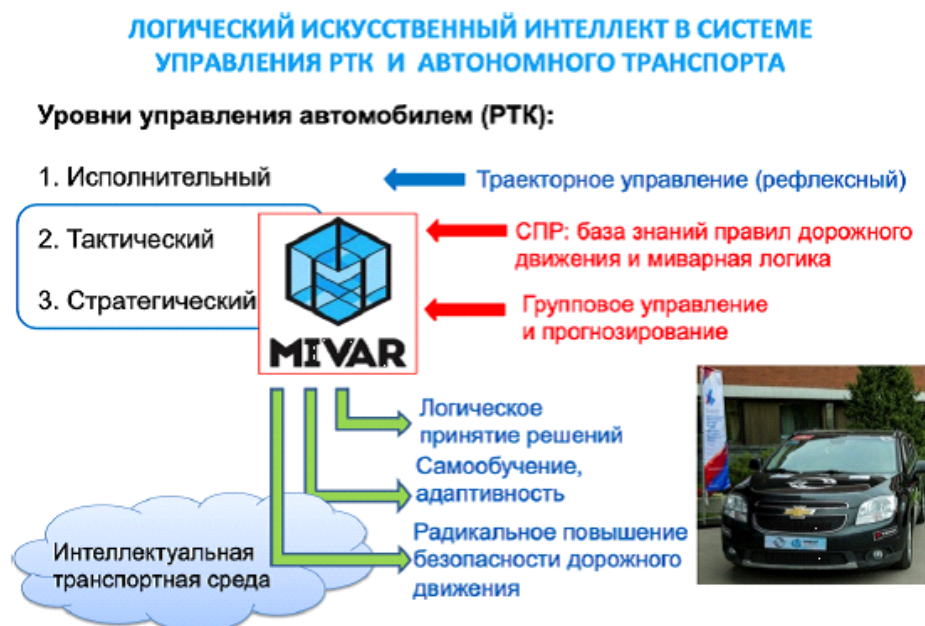 ЛОГИЧЕСКИЙ ИСКУССТВЕННЫЙ ИНТЕЛЛЕКТ В СИСТЕМЕ
УПРАВЛЕНИЯ РТК И АВТОНОМНОГО ТРАНСПОРТА
Уровни управления автомобилем (РТК):
1. Исполнительный
Траекторное управление (рефлексный)
2. Тактический
СПР: база знаний правил дорожного
движения и миварная логика
3. Стратегический
Групповое управление
и прогнозирование
MIVAR
Логическое
принятие решений
Самообучение,
адаптивность
Радикальное повышение
безопасности дорожного
движения
Интеллектуальная
транспортная среда